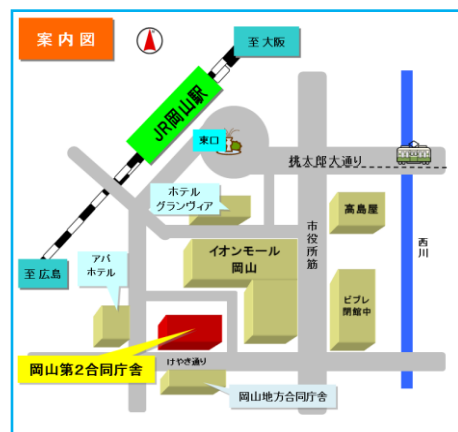 案内図
至 大阪
JR岡山駅
東口
桃太郎大通り
ホテル
グランヴィア
高島屋
市役所筋
西川
イオンモール
岡山
至 広島
アパ
ホテル
ビブレ
閉館中
けやき通り
岡山第2合同庁舎
岡山地方合同庁舎